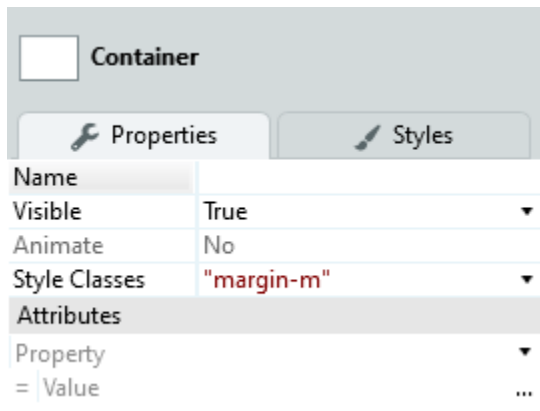 Container
Properties Styles
Name
Visible True
Animate No
Style Classes "margin-m"
Attributes
Property
= Value ...